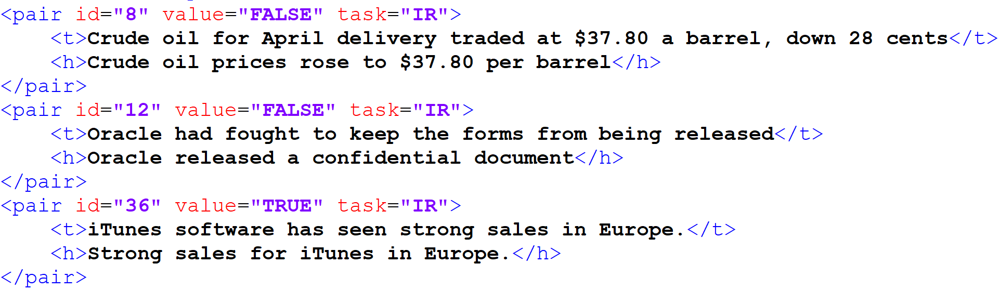 <pair id="8" value="FALSE" task="IR">
<t>Crude oil for April delivery traded at $37.80 a barrel, down 28 cents</t>
<h>Crude oil prices rose to $37.80 per barrel</h>
</pair>
<pair id="12" value="FALSE" task="IR">
<t>Oracle had fought to keep the forms from being released</t>
<h>Oracle released a confidential document</h>
</pair>
<pair id="36" value="TRUE" task="IR">
<t>iTunes software has seen strong sales in Europe.</t>
<h>Strong sales for iTunes in Europe.</h>
</pair>